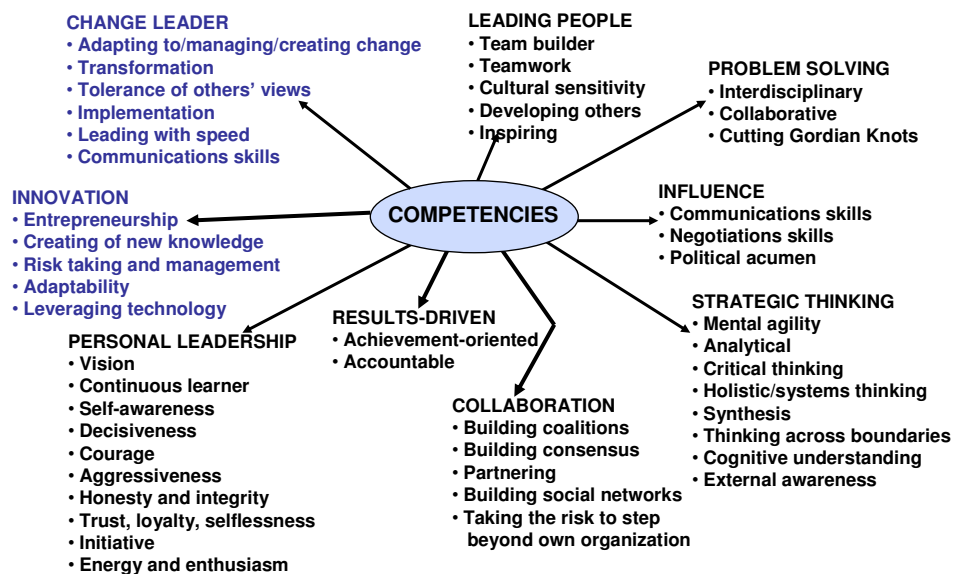 CHANGE LEADER
• Adapting to/managing/creating change
• Transformation
• Tolerance of others' views
• Implementation
• Leading with speed
• Communications skills
LEADING PEOPLE
• Team builder
• Teamwork
• Cultural sensitivity
• Developing others
• Inspiring
PROBLEM SOLVING
• Interdisciplinary
• Collaborative
• Cutting Gordian Knots
INNOVATION
• Entrepreneurship
• Creating of new knowledge
• Risk taking and management
• Adaptability
• Leveraging technology
COMPETENCIES
INFLUENCE
• Communications skills
• Negotiations skills
• Political acumen
PERSONAL LEADERSHIP
• Vision
• Continuous learner
• Self-awareness
• Decisiveness
• Courage
• Aggressiveness
• Honesty and integrity
• Trust, loyalty, selflessness
• Initiative
• Energy and enthusiasm
RESULTS-DRIVEN
• Achievement-oriented
• Accountable
COLLABORATION
• Building coalitions
• Building consensus
• Partnering
• Building social networks
• Taking the risk to step
beyond own organization
STRATEGIC THINKING
• Mental agility
• Analytical
• Critical thinking
• Holistic/systems thinking
• Synthesis
• Thinking across boundaries
• Cognitive understanding
• External awareness